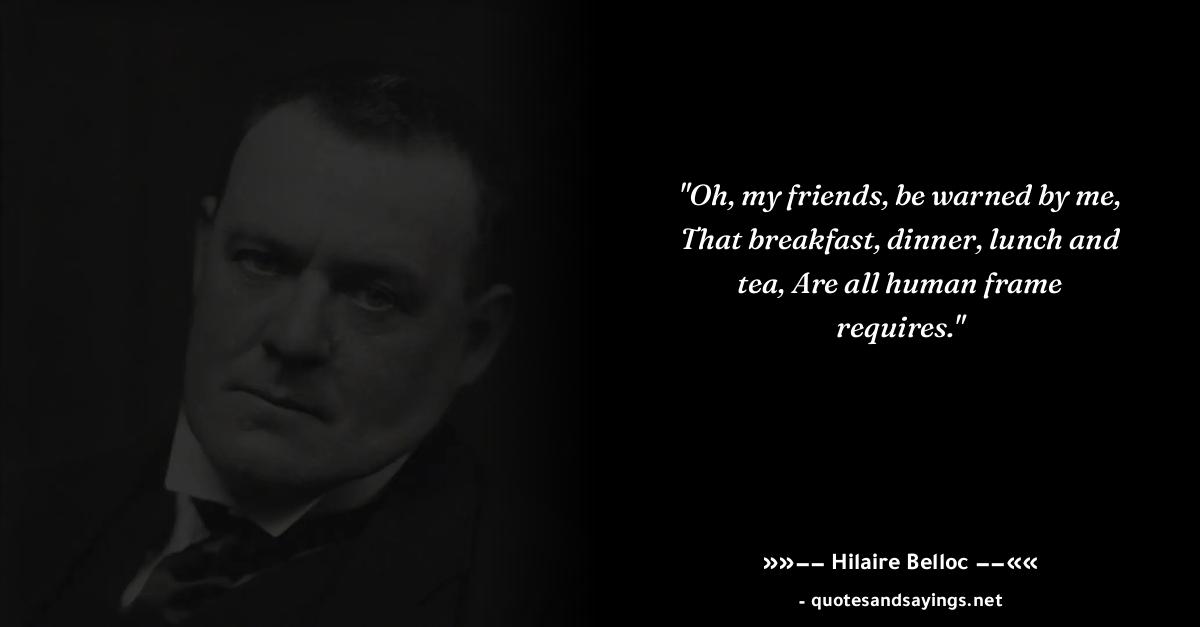 "Oh, my friends, be warned by me,
That breakfast, dinner, lunch and
tea, Are all human frame
requires."
»»−− Hilaire Belloc −−««
- quotesandsayings.net